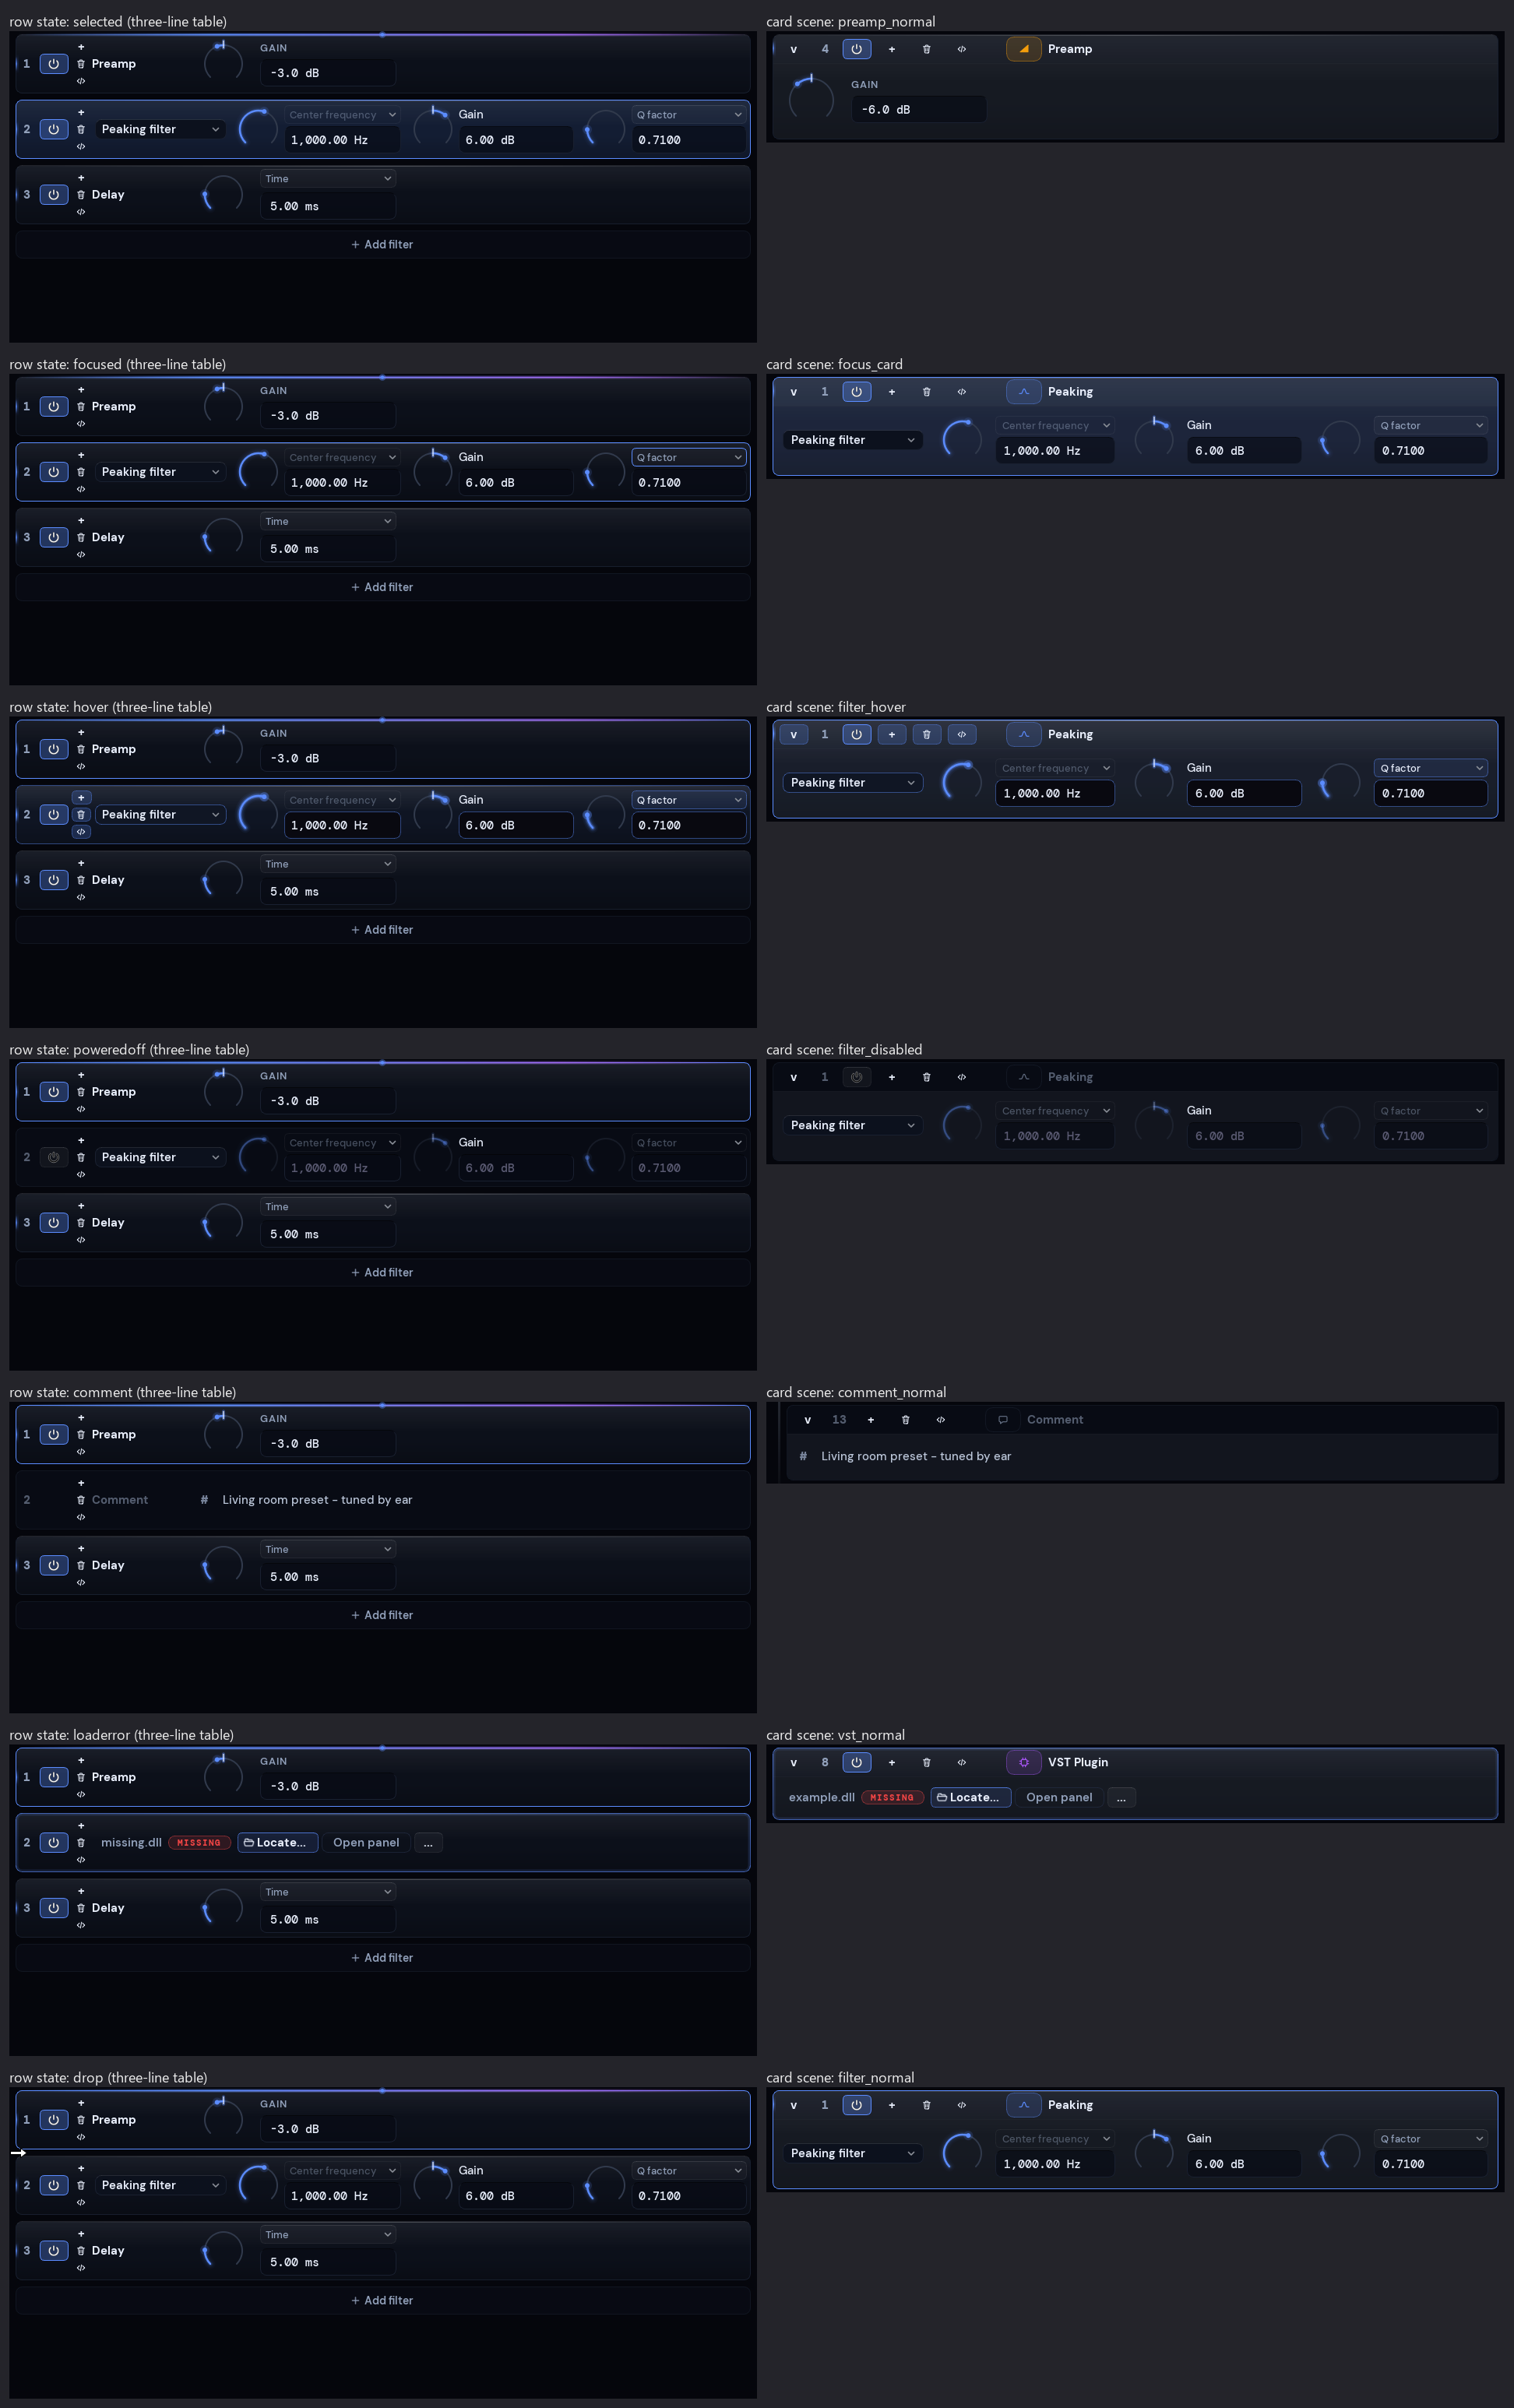 row state: selected (three-line table)
+
GAIN
1 Preamp
-3.0 dB
</>
+
Center frequency Gain Q factor
2 Peaking filter
1,000.00 Hz 6.00 dB 0.7100
</>
+
Time
3 Delay
5.00 ms
</>
+ Add filter
card scene: preamp_normal
v 4 + </> Preamp
GAIN
-6.0 dB
row state: focused (three-line table)
+
GAIN
1 Preamp
-3.0 dB
</>
+
Center frequency Gain Q factor
2 Peaking filter
1,000.00 Hz 6.00 dB 0.7100
</>
+
Time
3 Delay
5.00 ms
</>
+ Add filter
card scene: focus_card
v 1 + </> Peaking
Center frequency Gain Q factor
Peaking filter
1,000.00 Hz 6.00 dB 0.7100
row state: hover (three-line table)
+
GAIN
1 Preamp
-3.0 dB
</>
+
Center frequency Gain Q factor
2 Peaking filter
1,000.00 Hz 6.00 dB 0.7100
</>
+
Time
3 Delay
5.00 ms
</>
+ Add filter
card scene: filter_hover
v 1 + </> Peaking
Center frequency Gain Q factor
Peaking filter
1,000.00 Hz 6.00 dB 0.7100
row state: poweredoff (three-line table)
+
GAIN
1 Preamp
-3.0 dB
</>
+
Center frequency Gain Q factor
2 Peaking filter
1,000.00 Hz 6.00 dB 0.7100
</>
+
Time
3 Delay
5.00 ms
</>
+ Add filter
card scene: filter_disabled
v 1 + </> Peaking
Center frequency Gain Q factor
Peaking filter
1,000.00 Hz 6.00 dB 0.7100
row state: comment (three-line table)
+
GAIN
1 Preamp
-3.0 dB
</>
+
2 Comment # Living room preset - tuned by ear
</>
+
Time
3 Delay
5.00 ms
</>
+ Add filter
card scene: comment_normal
v 13 + </> Comment
# Living room preset - tuned by ear
row state: loaderror (three-line table)
+
GAIN
1 Preamp
-3.0 dB
</>
+
2 missing.dll MISSING Locate... Open panel ...
</>
+
Time
3 Delay
5.00 ms
</>
+ Add filter
card scene: vst_normal
v 8 + </> VST Plugin
example.dll MISSING Locate... Open panel ...
row state: drop (three-line table)
+
GAIN
1 Preamp
-3.0 dB
</>
+
Center frequency Gain Q factor
2 Peaking filter
1,000.00 Hz 6.00 dB 0.7100
</>
+
Time
3 Delay
5.00 ms
</>
+ Add filter
card scene: filter_normal
v 1 + </> Peaking
Center frequency Gain Q factor
Peaking filter
1,000.00 Hz 6.00 dB 0.7100